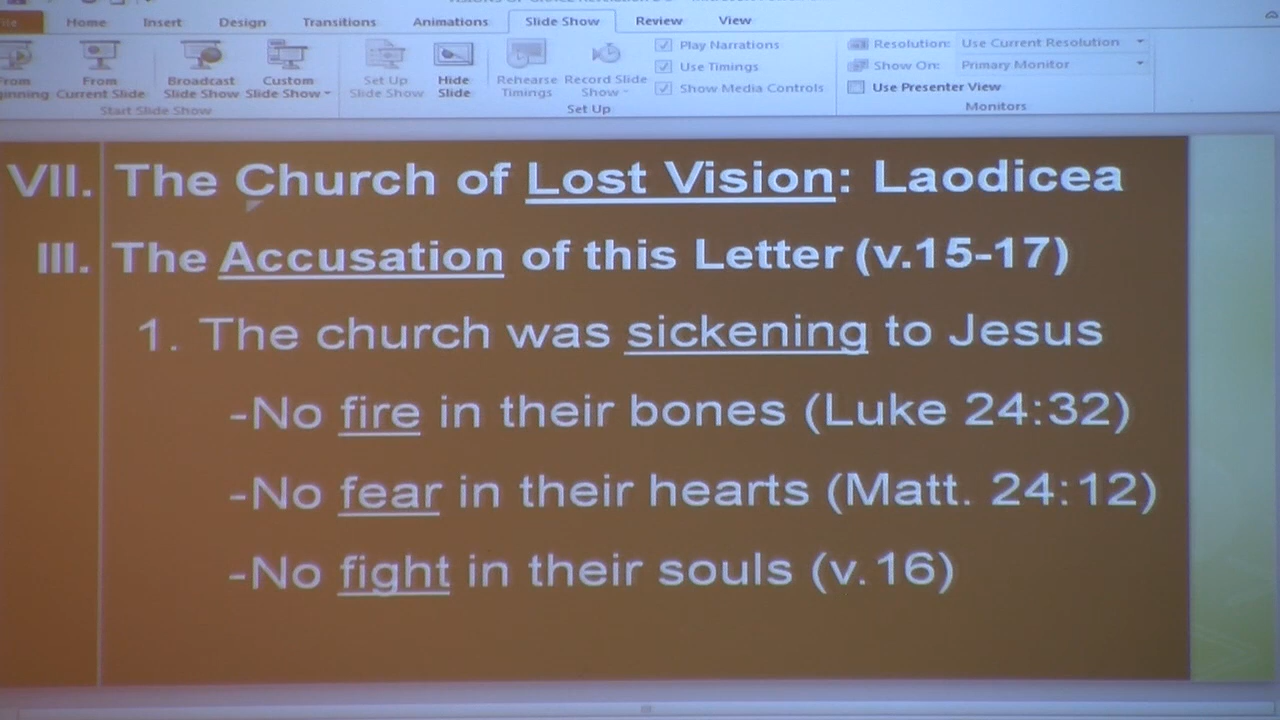 Home Insert Design Transitions Animations Slide Show Review View
From Broadcast Custom Set Up Hide Rehearse Record Slide
Current Slide Slide Show Slide Show Slide Show Slide Timings Show
Play Narrations
Use Timings
Show Media Controls
Resolution: Use Current Resolution
Show On: Primary Monitor
Use Presenter View
Start Slide Show Set Up Monitors
VII. The Church of Lost Vision: Laodicea
III. The Accusation of this Letter (v.15-17)
1. The church was sickening to Jesus
-No fire in their bones (Luke 24:32)
-No fear in their hearts (Matt. 24:12)
-No fight in their souls (v.16)